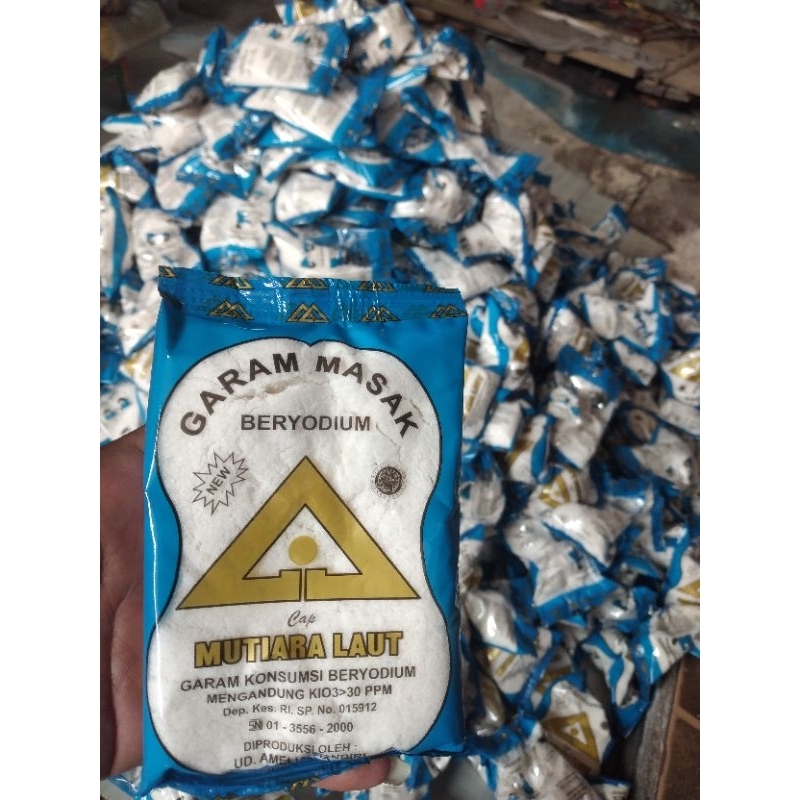 GARAM MASAK
BERYODIUM
NEW
Cap
MUTIARA LAUT
GARAM KONSUMSI BERYODIUM
MENGANDUNG KIO3>30 PPM
Dep. Kes. RI. SP. No. 015912
SNI 01 - 3556 - 2000
DIPRODUKSI OLEH :
UD.